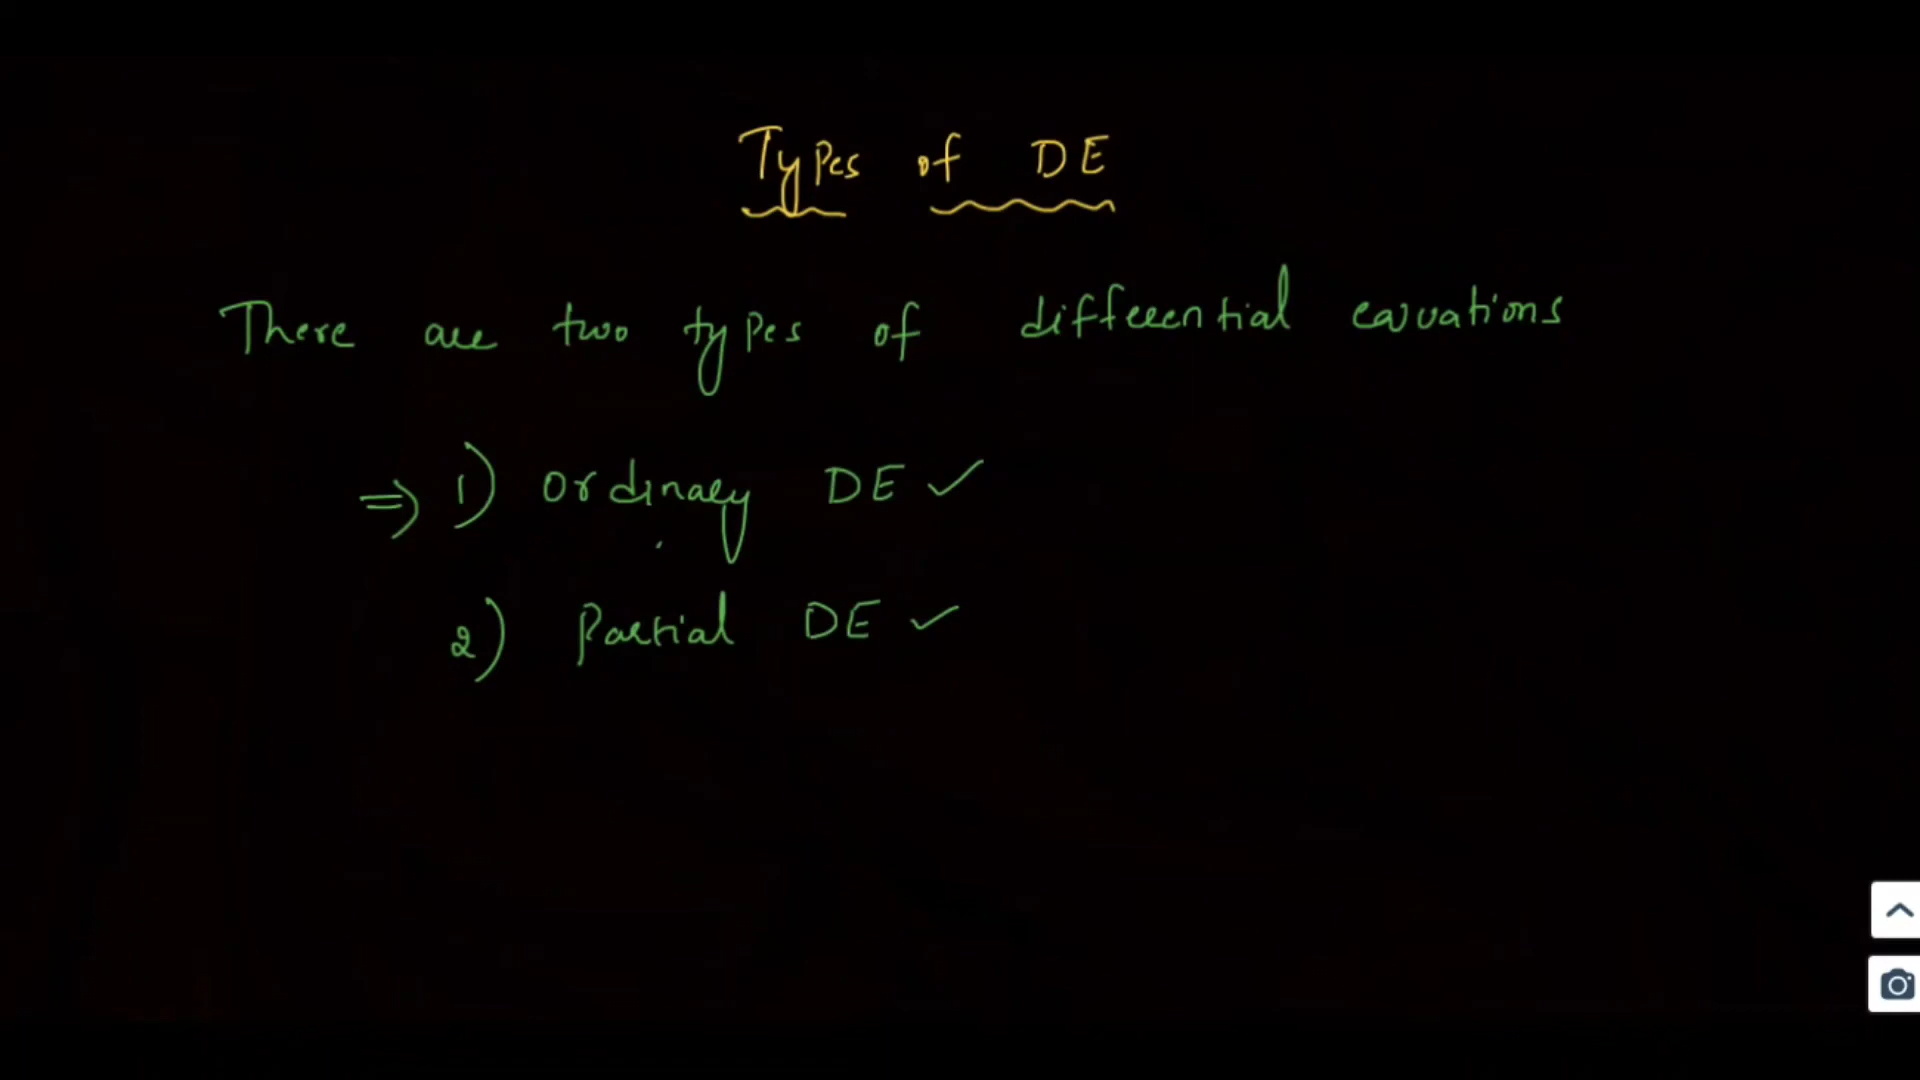 Types of DE
There are two types of differential equations
⇒ 1) Ordinary DE ✓
2) Partial DE ✓